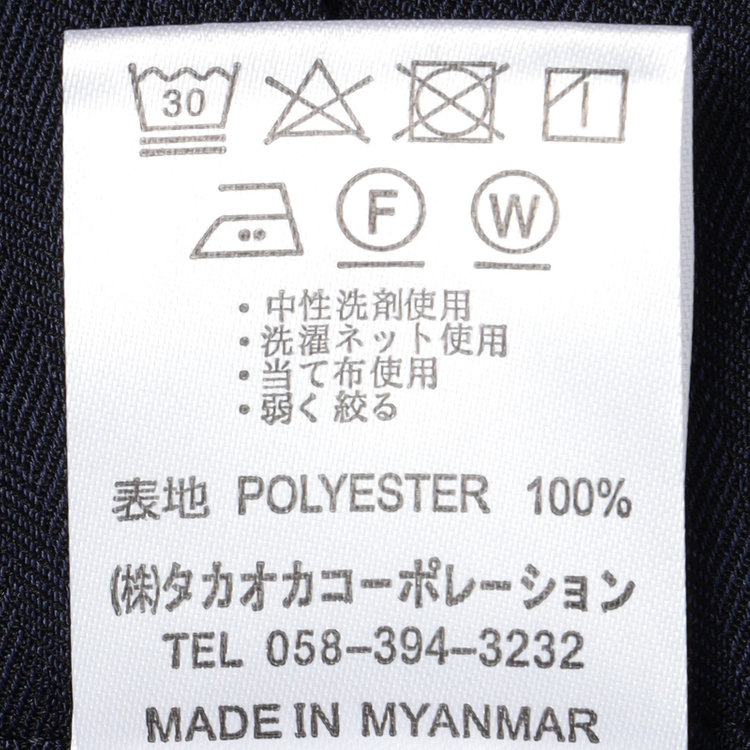 30
F W
・中性洗剤使用
・洗濯ネット使用
・当て布使用
・弱く絞る
表地 POLYESTER 100%
(株)タカオカコーポレーション
TEL 058-394-3232
MADE IN MYANMAR